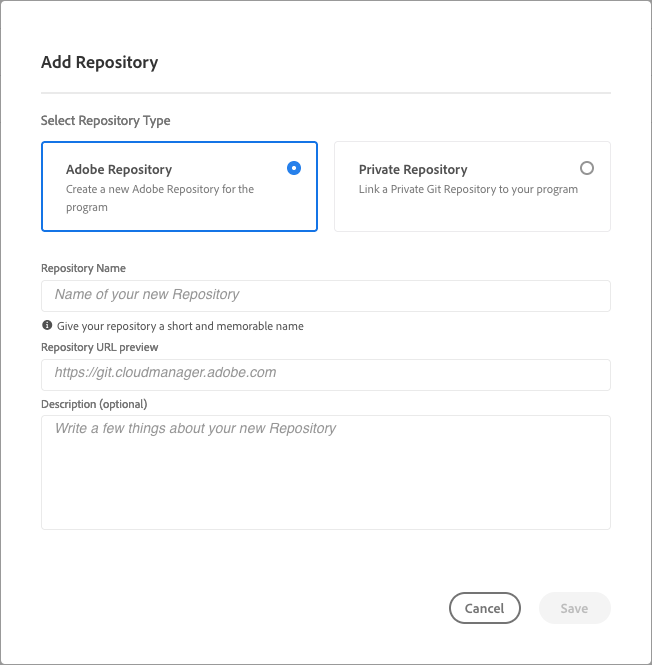 Add Repository
Select Repository Type
Adobe Repository
Create a new Adobe Repository for the
program
Private Repository
Link a Private Git Repository to your program
Repository Name
Name of your new Repository
Give your repository a short and memorable name
Repository URL preview
https://git.cloudmanager.adobe.com
Description (optional)
Write a few things about your new Repository
Cancel
Save